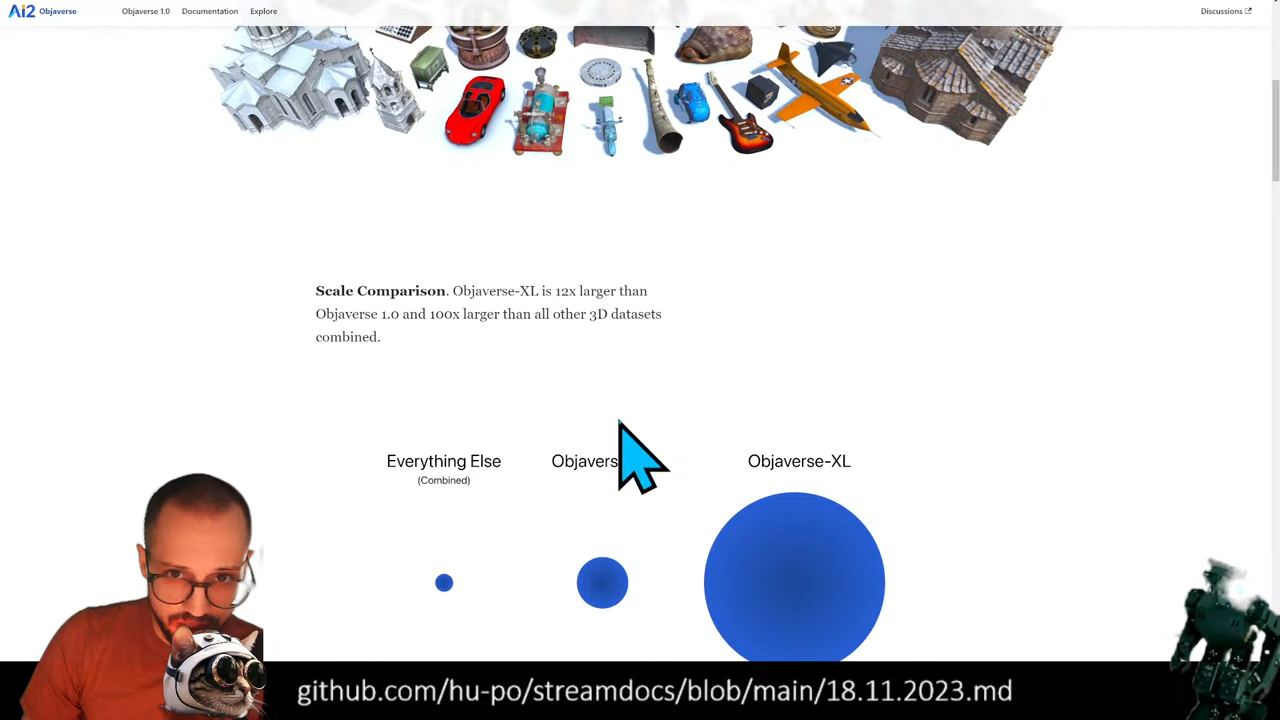 Ai2 Objaverse
Objaverse 1.0 Documentation Explore
Discussions
Scale Comparison. Objaverse-XL is 12x larger than
Objaverse 1.0 and 100x larger than all other 3D datasets
combined.
Everything Else
(Combined)
Objavers
Objaverse-XL
github.com/hu-po/streamdocs/blob/main/18.11.2023.md